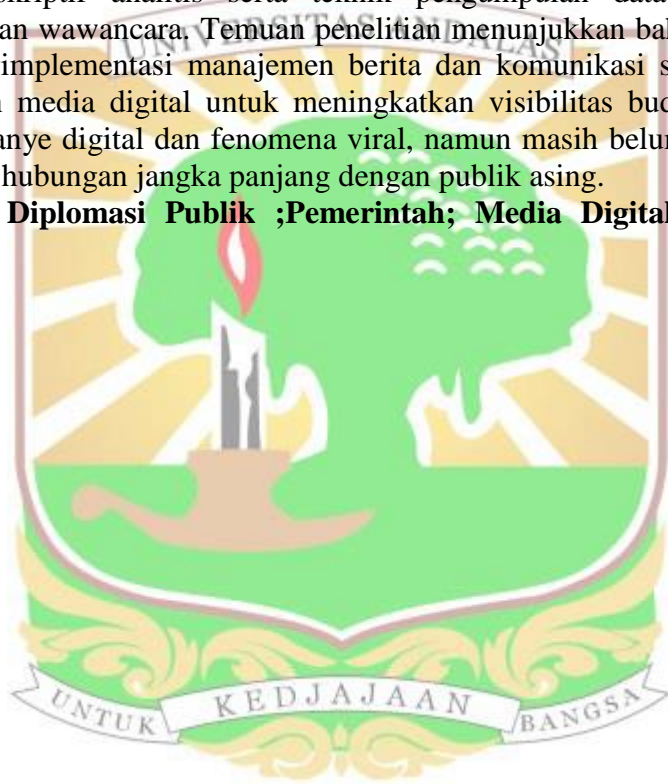 skriptif analitis serta teknik pengumpulan data
an wawancara. Temuan penelitian menunjukkan bah
UNIVERSITAS ANDALAS
implementasi manajemen berita dan komunikasi s
media digital untuk meningkatkan visibilitas bud
anye digital dan fenomena viral, namun masih belum
hubungan jangka panjang dengan publik asing.
Diplomasi Publik ;Pemerintah; Media Digital
UNTUK KEDJAJAAN BANGSA